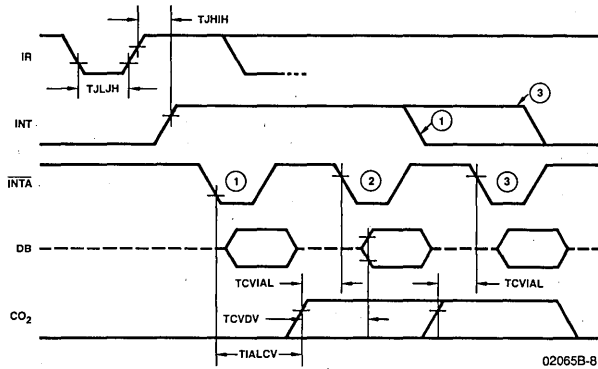 TJHIH
IR
TJLJH
INT
1
3
INTA
1
2
3
DB
TCVIAL
TCVIAL
TCVDV
CO2
TIALCV
02065B-8